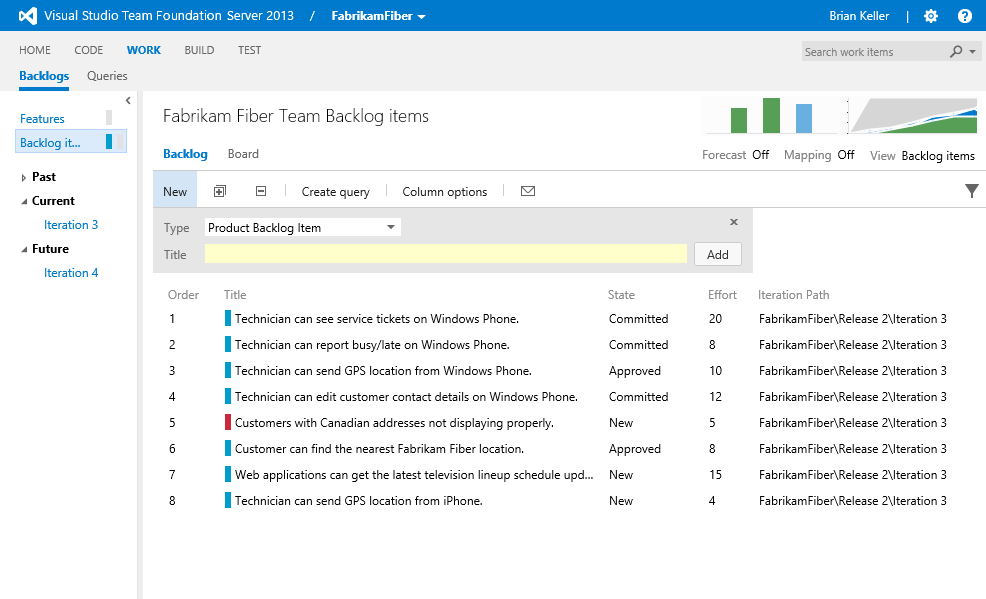 Visual Studio Team Foundation Server 2013 / FabrikamFiber Brian Keller |
HOME CODE WORK BUILD TEST Search work items
Backlogs Queries
Features
Backlog it...
Past
Current
Iteration 3
Future
Iteration 4
Fabrikam Fiber Team Backlog items
Backlog Board Forecast Off Mapping Off View Backlog items
New Create query Column options
Type Product Backlog Item
Title Add
Order Title State Effort Iteration Path
1 Technician can see service tickets on Windows Phone. Committed 20 FabrikamFiber\Release 2\Iteration 3
2 Technician can report busy/late on Windows Phone. Committed 8 FabrikamFiber\Release 2\Iteration 3
3 Technician can send GPS location from Windows Phone. Approved 10 FabrikamFiber\Release 2\Iteration 3
4 Technician can edit customer contact details on Windows Phone. Committed 12 FabrikamFiber\Release 2\Iteration 3
5 Customers with Canadian addresses not displaying properly. New 5 FabrikamFiber\Release 2\Iteration 3
6 Customer can find the nearest Fabrikam Fiber location. Approved 8 FabrikamFiber\Release 2\Iteration 3
7 Web applications can get the latest television lineup schedule upd... New 15 FabrikamFiber\Release 2\Iteration 3
8 Technician can send GPS location from iPhone. New 4 FabrikamFiber\Release 2\Iteration 3